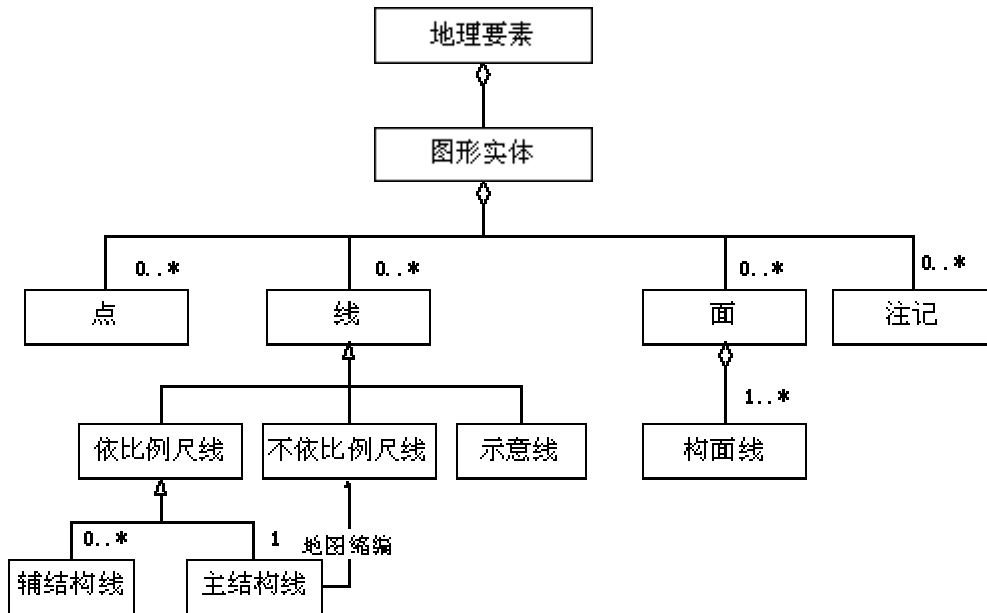 地理要素
图形实体
0..*
0..*
0..*
0..*
点
线
面
注记
1..*
依比例尺线
不依比例尺线
示意线
构面线
0..*
1
地图缩编
辅结构线
主结构线